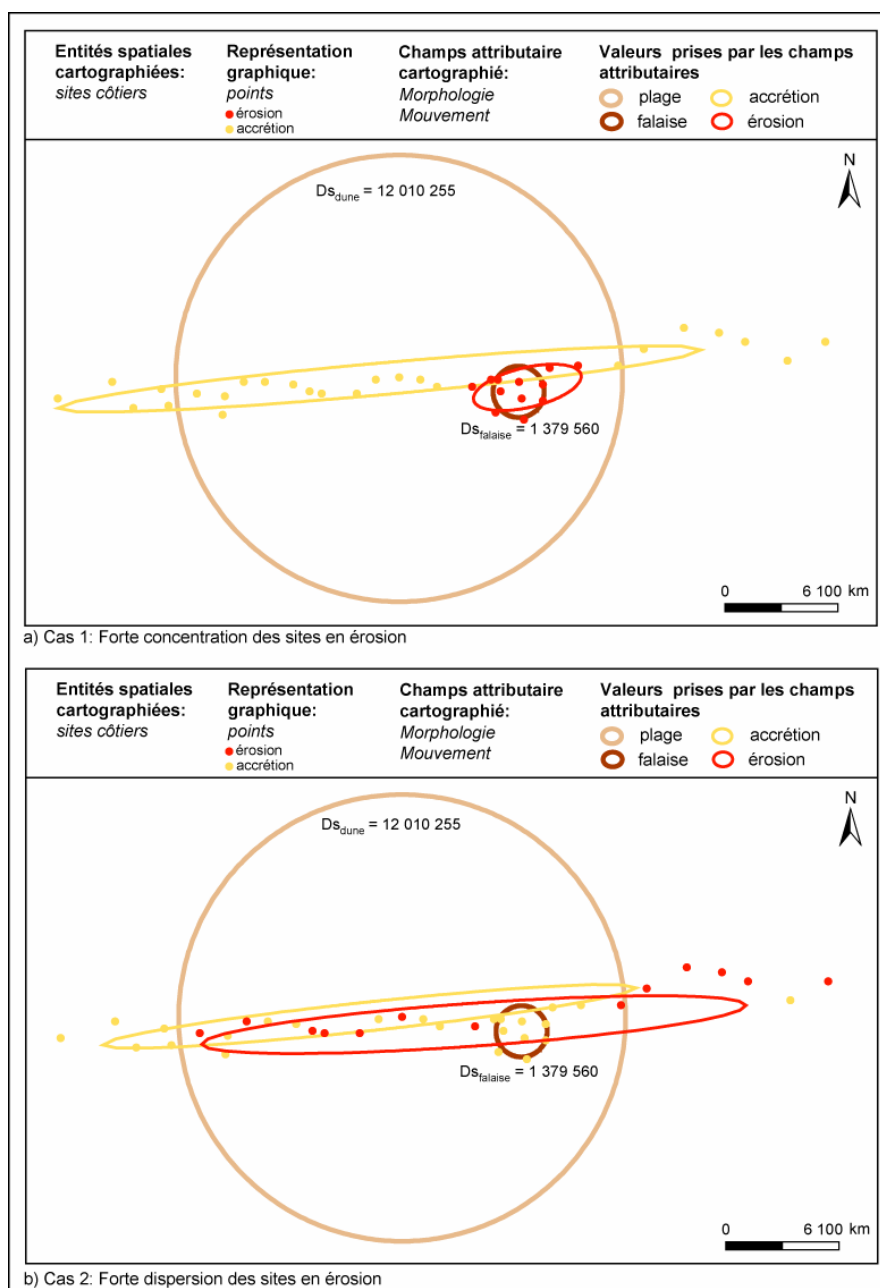 Entités spatiales
cartographiées:
sites côtiers
Représentation
graphique:
points
érosion
accrétion
Champs attributaire
cartographié:
Morphologie
Mouvement
Valeurs prises par les champs
attributaires
plage
accrétion
falaise
érosion
N
Ds dune = 12 010 255
Ds falaise = 1 379 560
0 6 100 km
a) Cas 1: Forte concentration des sites en érosion
Entités spatiales
cartographiées:
sites côtiers
Représentation
graphique:
points
érosion
accrétion
Champs attributaire
cartographié:
Morphologie
Mouvement
Valeurs prises par les champs
attributaires
plage
accrétion
falaise
érosion
N
Ds dune = 12 010 255
Ds falaise = 1 379 560
0 6 100 km
b) Cas 2: Forte dispersion des sites en érosion